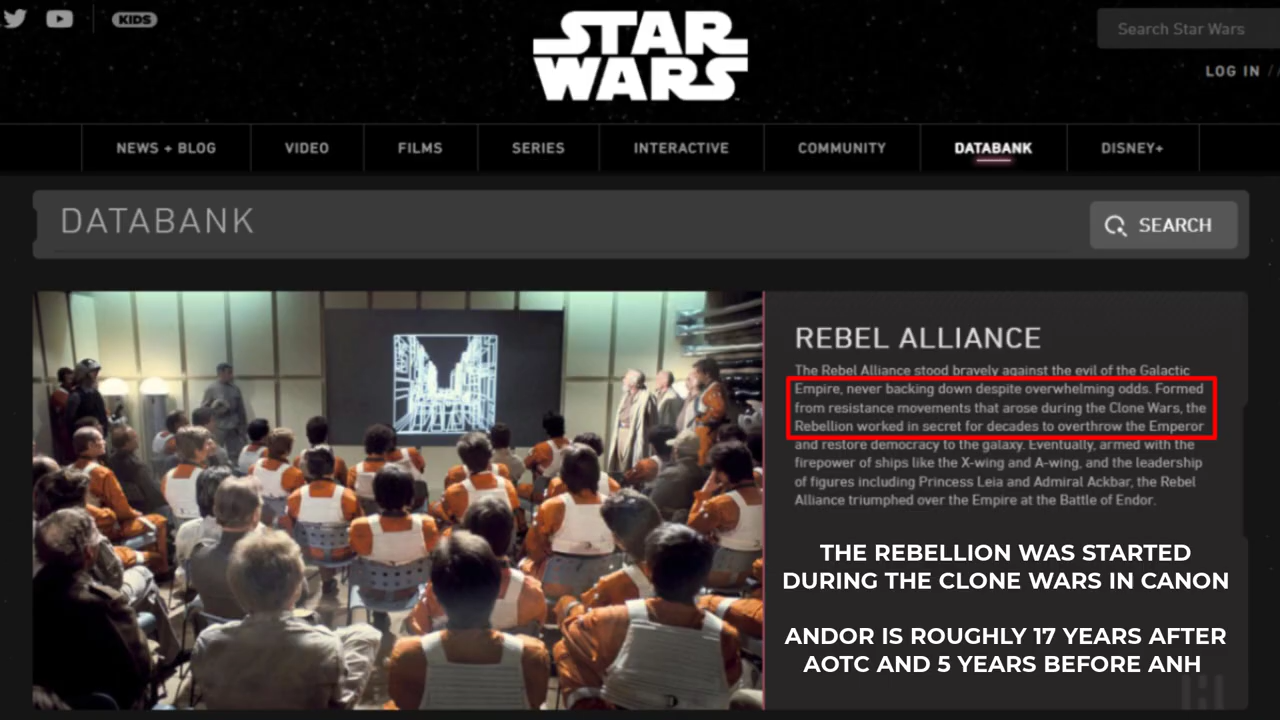 KIDS
STAR
WARS
Search Star Wars
LOG IN //
NEWS + BLOG
VIDEO
FILMS
SERIES
INTERACTIVE
COMMUNITY
DATABANK
DISNEY+
DATABANK
SEARCH
REBEL ALLIANCE
The Rebel Alliance stood bravely against the evil of the Galactic
Empire, never backing down despite overwhelming odds. Formed
from resistance movements that arose during the Clone Wars, the
Rebellion worked in secret for decades to overthrow the Emperor
and restore democracy to the galaxy. Eventually, armed with the
firepower of ships like the X-wing and A-wing, and the leadership
of figures including Princess Leia and Admiral Ackbar, the Rebel
Alliance triumphed over the Empire at the Battle of Endor.
THE REBELLION WAS STARTED
DURING THE CLONE WARS IN CANON
ANDOR IS ROUGHLY 17 YEARS AFTER
AOTC AND 5 YEARS BEFORE ANH